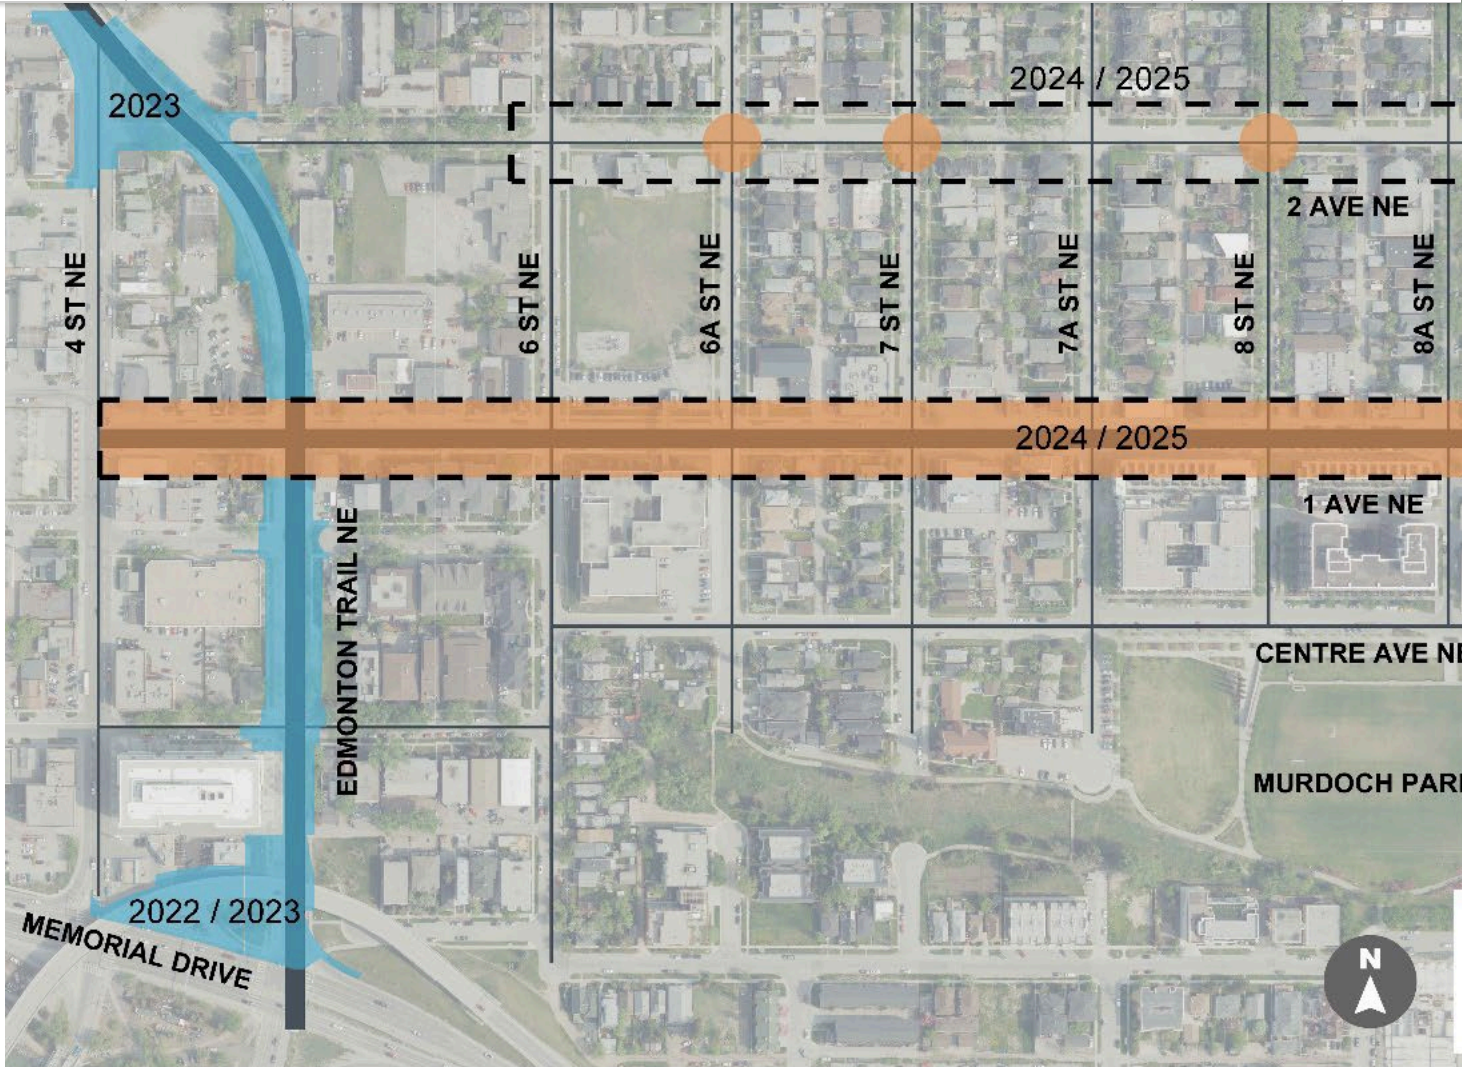 2024 / 2025
2023
2 AVE NE
4 ST NE
6 ST NE
6A ST NE
7 ST NE
7A ST NE
8 ST NE
8A ST NE
2024 / 2025
1 AVE NE
EDMONTON TRAIL NE
CENTRE AVE NE
MURDOCH PARK
2022 / 2023
MEMORIAL DRIVE
N